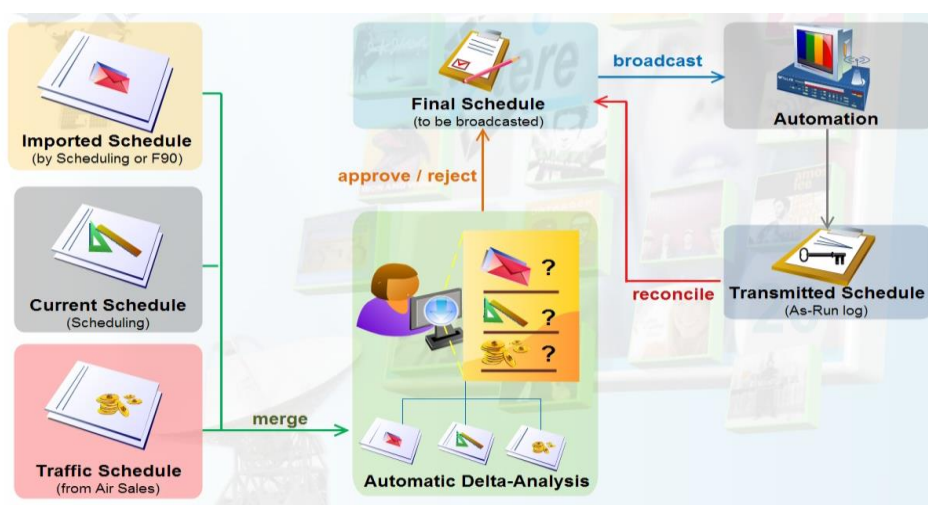 Imported Schedule
(by Scheduling or F90)
Current Schedule
(Scheduling)
Traffic Schedule
(from Air Sales)
merge
Final Schedule
(to be broadcasted)
approve / reject
?
?
?
Automatic Delta-Analysis
broadcast
Automation
reconcile
Transmitted Schedule
(As-Run log)